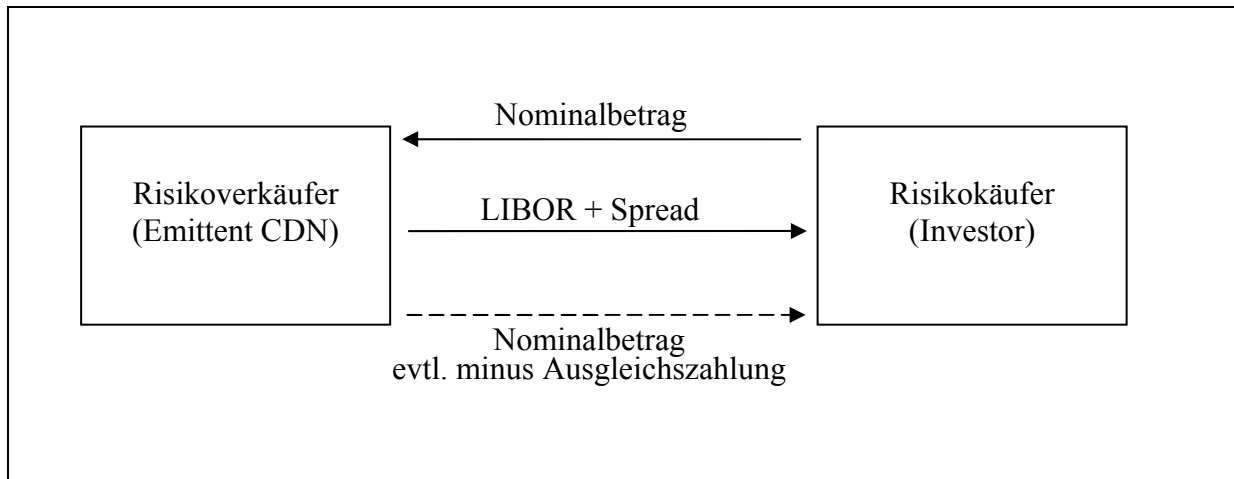 Nominalbetrag
Risikoverkäufer
(Emittent CDN)
LIBOR + Spread
Risikokäufer
(Investor)
Nominalbetrag
evtl. minus Ausgleichszahlung